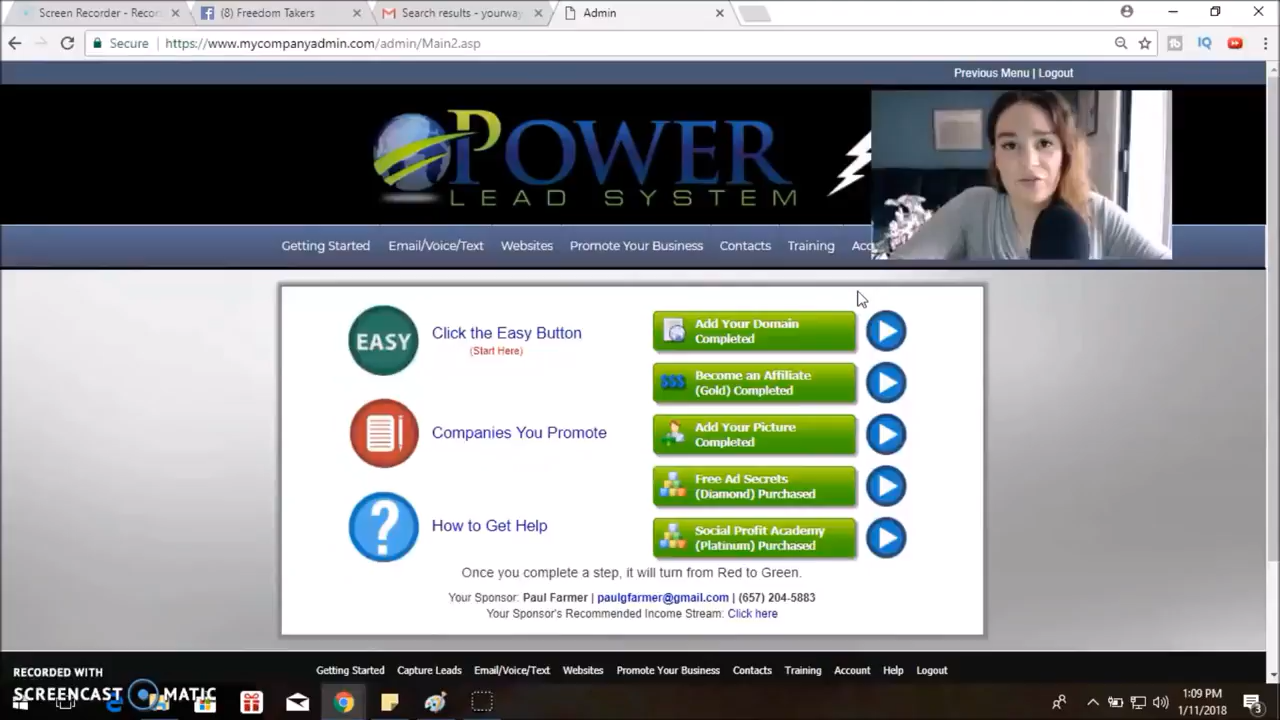 Screen Recorder - Record
(8) Freedom Takers
Search results - yourway
Admin
Secure
https://www.mycompanyadmin.com/admin/Main2.asp
Previous Menu | Logout
POWER
LEAD SYSTEM
Getting Started
Email/Voice/Text
Websites
Promote Your Business
Contacts
Training
Acc
EASY
Click the Easy Button
(Start Here)
Companies You Promote
How to Get Help
Add Your Domain
Completed
Become an Affiliate
(Gold) Completed
Add Your Picture
Completed
Free Ad Secrets
(Diamond) Purchased
Social Profit Academy
(Platinum) Purchased
Once you complete a step, it will turn from Red to Green.
Your Sponsor: Paul Farmer | paulgfarmer@gmail.com | (657) 204-5883
Your Sponsor's Recommended Income Stream: Click here
Getting Started
Capture Leads
Email/Voice/Text
Websites
Promote Your Business
Contacts
Training
Account
Help
Logout
RECORDED WITH
SCREENCAST MATIC
1:09 PM
1/11/2018
3